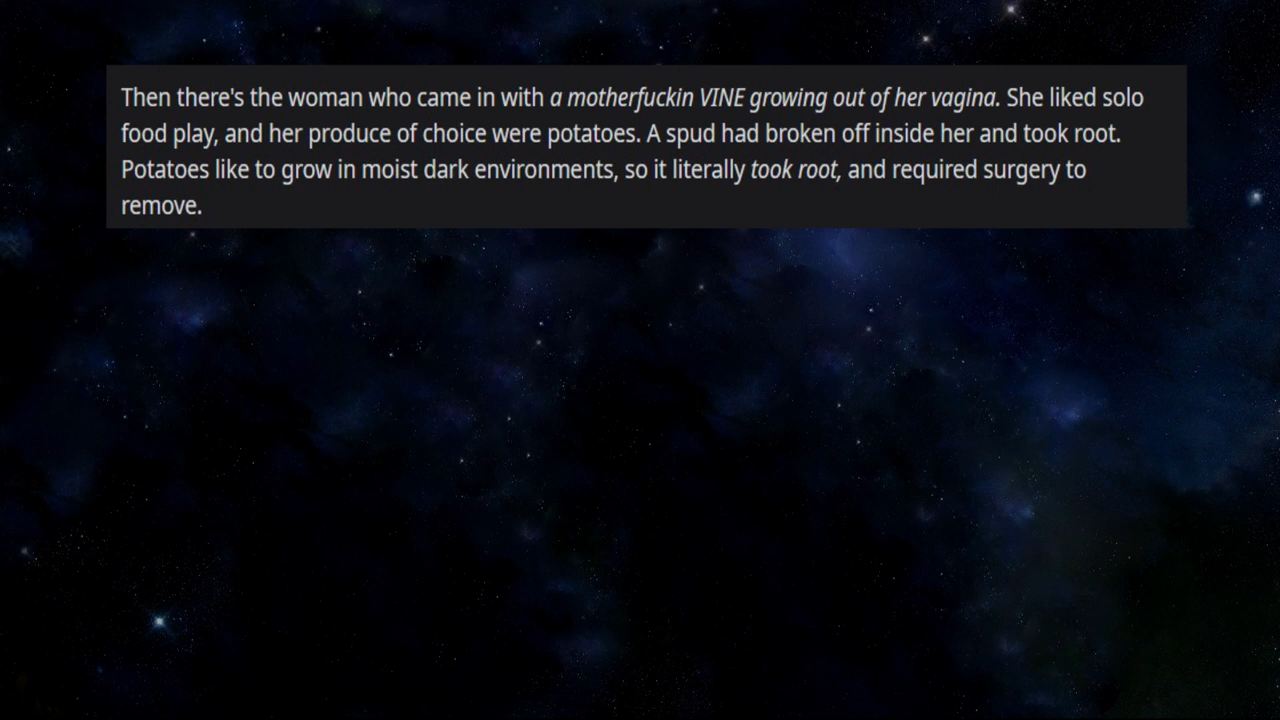 Then there's the woman who came in with a motherfuckin VINE growing out of her vagina. She liked solo
food play, and her produce of choice were potatoes. A spud had broken off inside her and took root.
Potatoes like to grow in moist dark environments, so it literally took root, and required surgery to
remove.